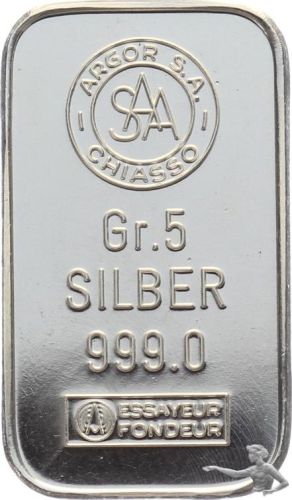 ARGOR S.A.
SAA
CHIASSO
Gr.5
SILBER
999.0
ESSAYEUR
FONDEUR